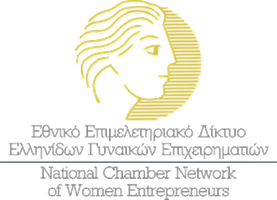 Εθνικό Επιμελητηριακό Δίκτυο
Ελληνίδων Γυναικών Επιχειρηματιών
National Chamber Network
of Women Entrepreneurs